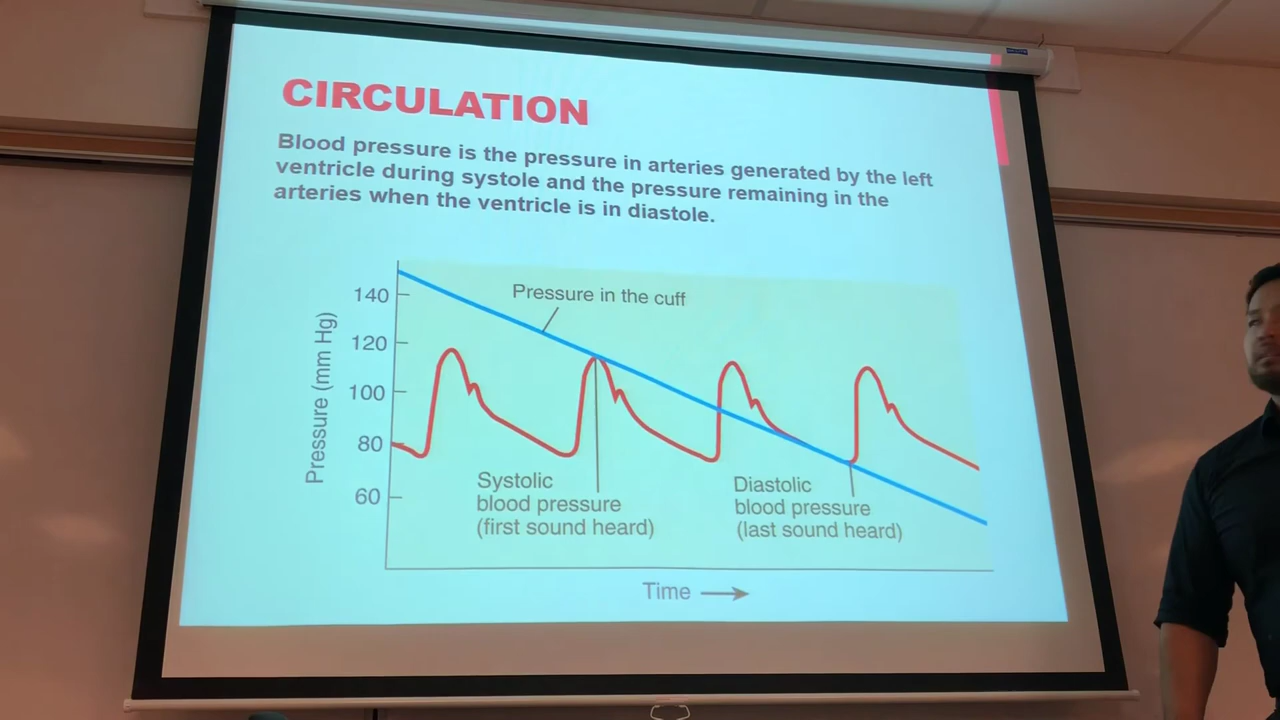 CIRCULATION
Blood pressure is the pressure in arteries generated by the left
ventricle during systole and the pressure remaining in the
arteries when the ventricle is in diastole.
Pressure (mm Hg)
140
120
100
80
60
Pressure in the cuff
Systolic
blood pressure
(first sound heard)
Diastolic
blood pressure
(last sound heard)
Time